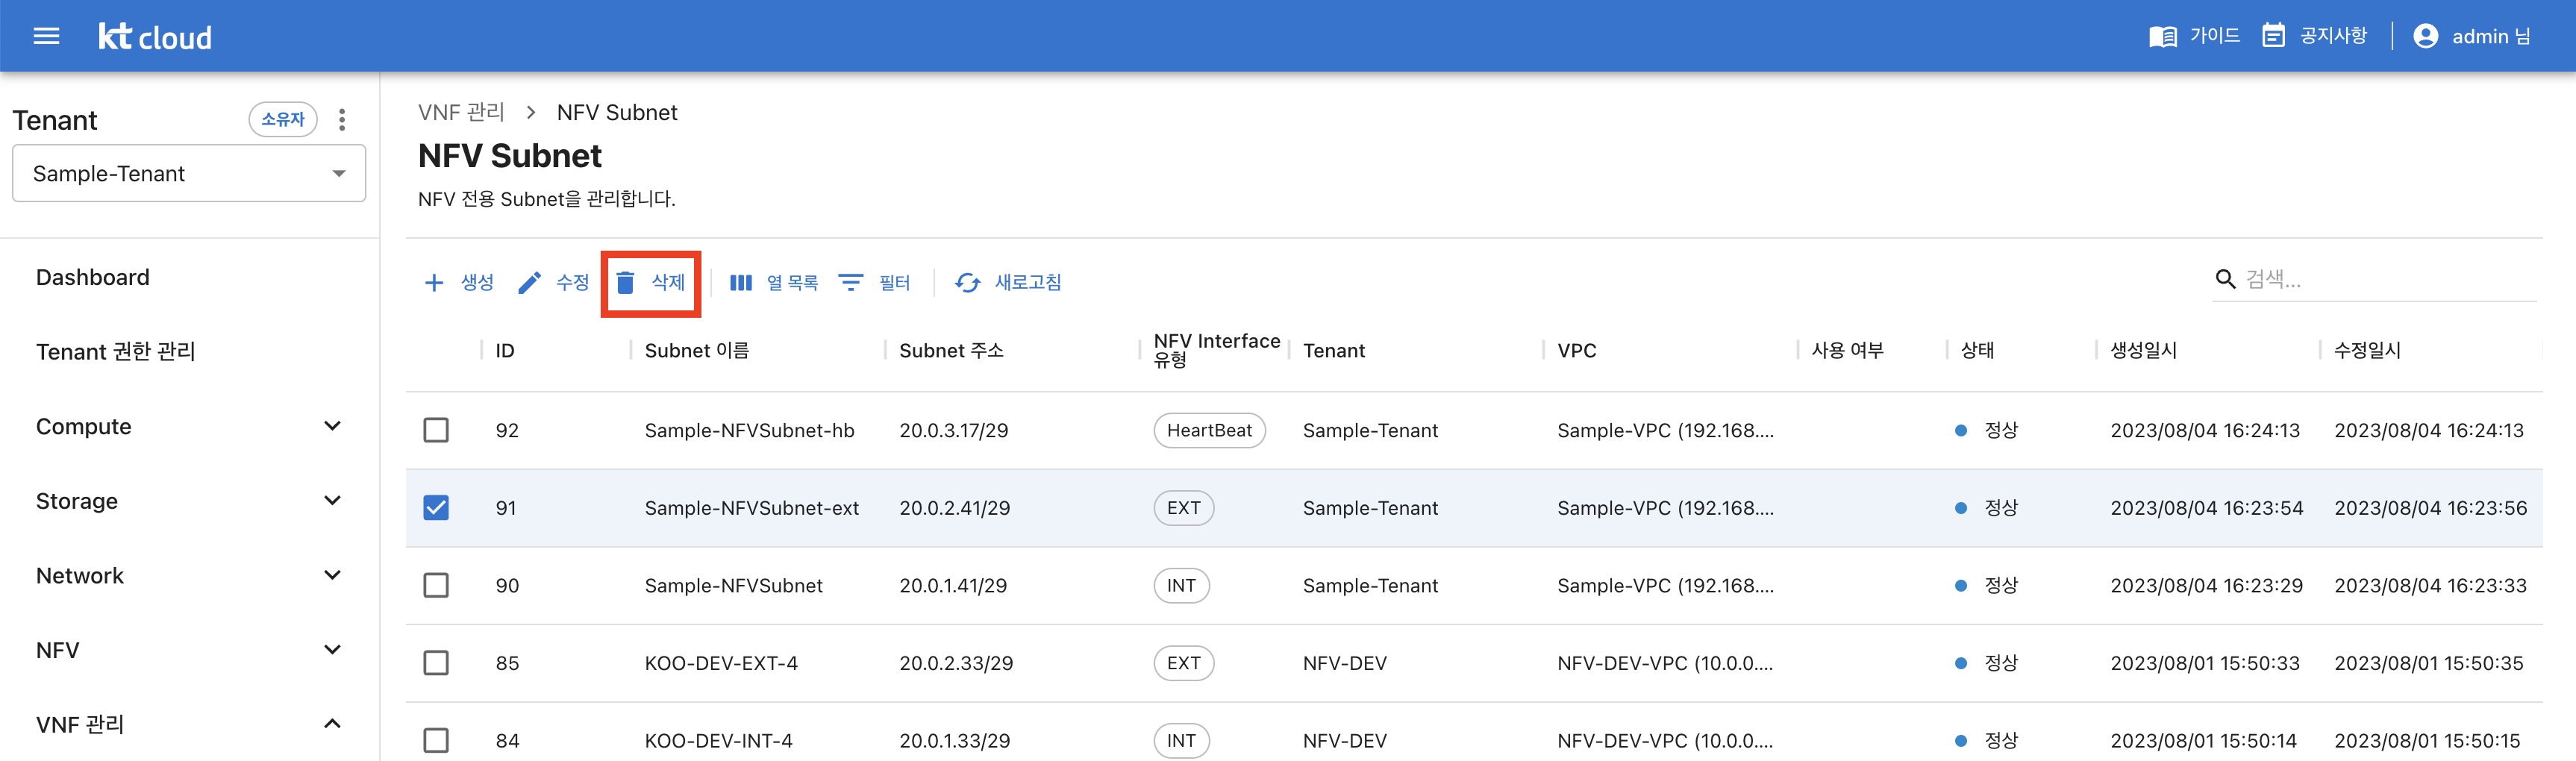 kt cloud 가이드 공지사항 admin 님
Tenant 소유자
Sample-Tenant
Dashboard
Tenant 권한 관리
Compute
Storage
Network
NFV
VNF 관리
VNF 관리 > NFV Subnet
NFV Subnet
NFV 전용 Subnet을 관리합니다.
생성 수정 삭제 열 목록 필터 새로고침 검색...
ID Subnet 이름 Subnet 주소 NFV Interface 유형 Tenant VPC 사용 여부 상태 생성일시 수정일시
92 Sample-NFVSubnet-hb 20.0.3.17/29 HeartBeat Sample-Tenant Sample-VPC (192.168.... 정상 2023/08/04 16:24:13 2023/08/04 16:24:13
91 Sample-NFVSubnet-ext 20.0.2.41/29 EXT Sample-Tenant Sample-VPC (192.168.... 정상 2023/08/04 16:23:54 2023/08/04 16:23:56
90 Sample-NFVSubnet 20.0.1.41/29 INT Sample-Tenant Sample-VPC (192.168.... 정상 2023/08/04 16:23:29 2023/08/04 16:23:33
85 KOO-DEV-EXT-4 20.0.2.33/29 EXT NFV-DEV NFV-DEV-VPC (10.0.0.... 정상 2023/08/01 15:50:33 2023/08/01 15:50:35
84 KOO-DEV-INT-4 20.0.1.33/29 INT NFV-DEV NFV-DEV-VPC (10.0.0.... 정상 2023/08/01 15:50:14 2023/08/01 15:50:15